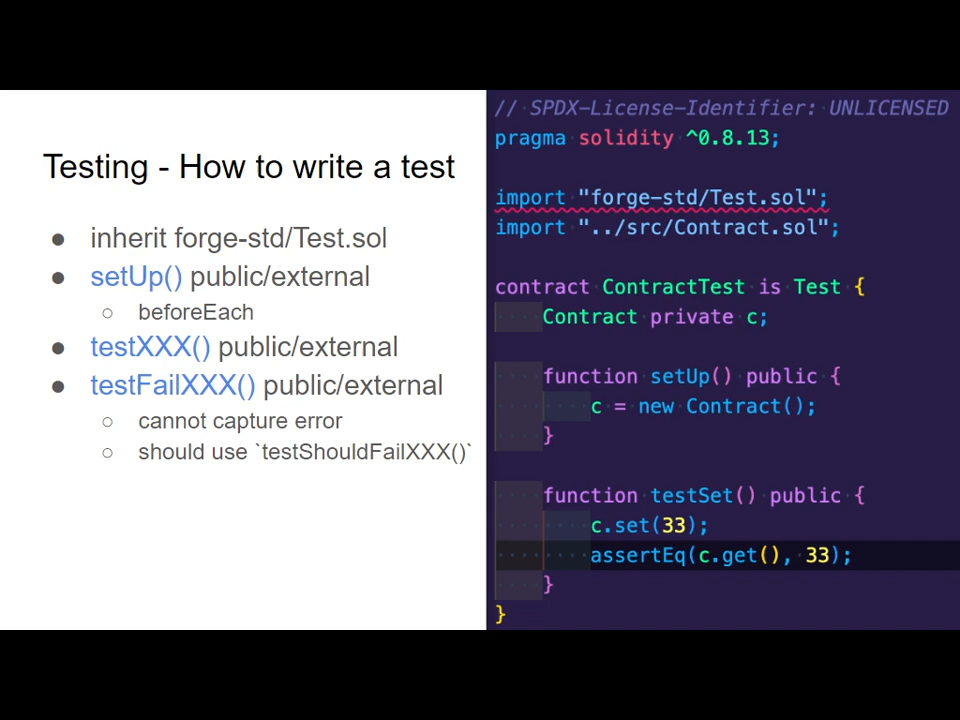 Testing - How to write a test
● inherit forge-std/Test.sol
● setUp() public/external
○ beforeEach
● testXXX() public/external
● testFailXXX() public/external
○ cannot capture error
○ should use `testShouldFailXXX()`
// SPDX-License-Identifier: UNLICENSED
pragma solidity ^0.8.13;
import "forge-std/Test.sol";
import "../src/Contract.sol";
contract ContractTest is Test {
    Contract private c;
    function setUp() public {
        c = new Contract();
    }
    function testSet() public {
        c.set(33);
        assertEq(c.get(), 33);
    }
}